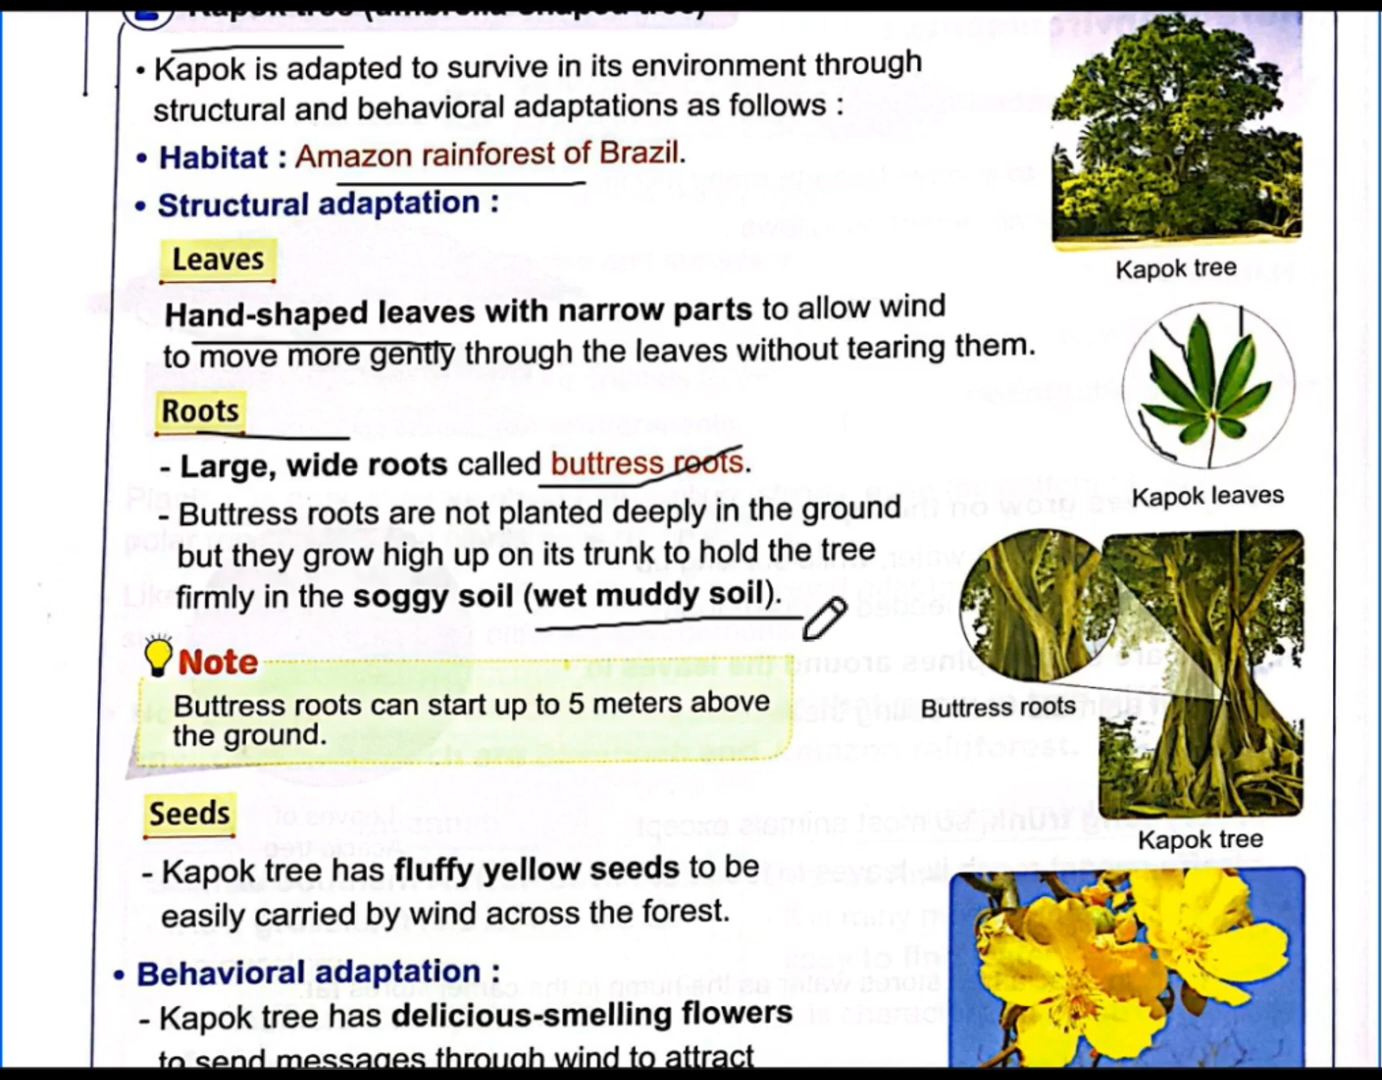 2 Kapok tree (umbrella-shaped tree)
• Kapok is adapted to survive in its environment through
structural and behavioral adaptations as follows :
• Habitat : Amazon rainforest of Brazil.
• Structural adaptation :
Leaves
Hand-shaped leaves with narrow parts to allow wind
to move more gently through the leaves without tearing them.
Roots
- Large, wide roots called buttress roots.
- Buttress roots are not planted deeply in the ground
but they grow high up on its trunk to hold the tree
firmly in the soggy soil (wet muddy soil).
Note
Buttress roots can start up to 5 meters above
the ground.
Seeds
- Kapok tree has fluffy yellow seeds to be
easily carried by wind across the forest.
• Behavioral adaptation :
- Kapok tree has delicious-smelling flowers
to send messages through wind to attract
Kapok tree
Kapok leaves
Buttress roots
Kapok tree